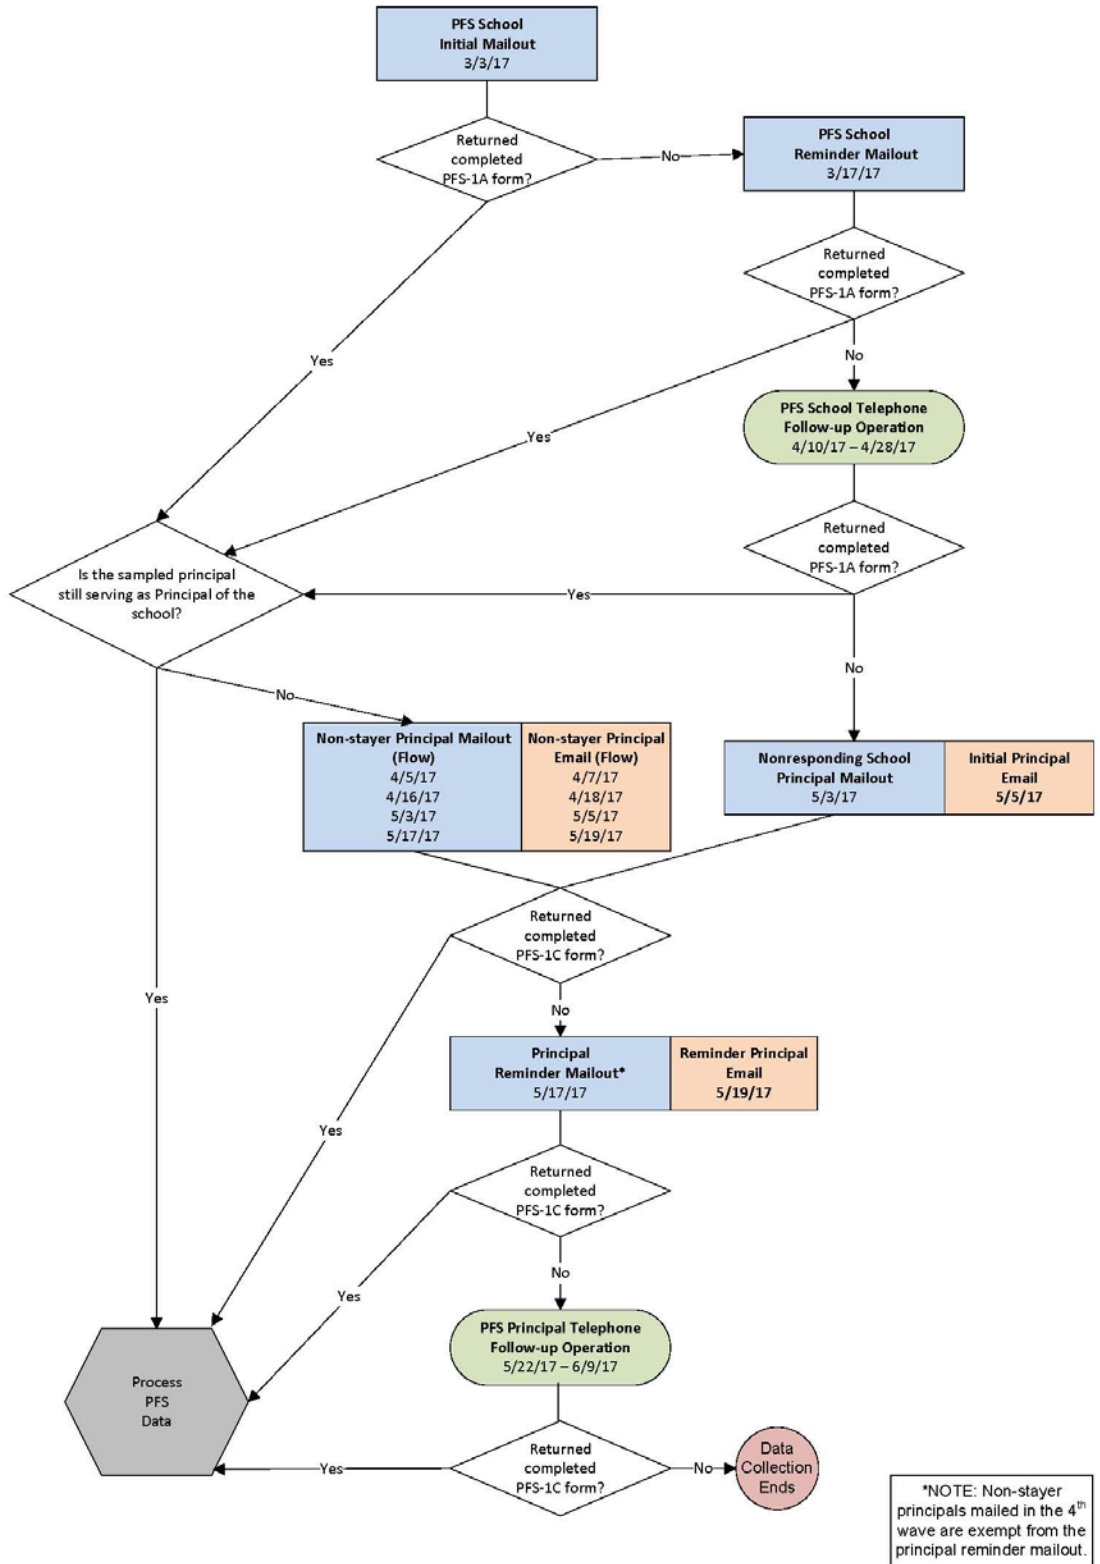 PFS School
Initial Mailout
3/3/17
Returned
completed
PFS-1A form?
No
PFS School
Reminder Mailout
3/17/17
Returned
completed
PFS-1A form?
Yes
No
PFS School Telephone
Follow-up Operation
4/10/17 – 4/28/17
Yes
Returned
completed
PFS-1A form?
Is the sampled principal
still serving as Principal of the
school?
Yes
No
No
Non-stayer Principal Mailout
(Flow)
4/5/17
4/16/17
5/3/17
5/17/17
Non-stayer Principal
Email (Flow)
4/7/17
4/18/17
5/5/17
5/19/17
Nonresponding School
Principal Mailout
5/3/17
Initial Principal
Email
5/5/17
Returned
completed
PFS-1C form?
Yes
No
Principal
Reminder Mailout*
5/17/17
Reminder Principal
Email
5/19/17
Yes
Returned
completed
PFS-1C form?
No
Yes
PFS Principal Telephone
Follow-up Operation
5/22/17 – 6/9/17
Process
PFS
Data
Returned
completed
PFS-1C form?
Yes
No
Data
Collection
Ends
*NOTE: Non-stayer
principals mailed in the 4th
wave are exempt from the
principal reminder mailout.